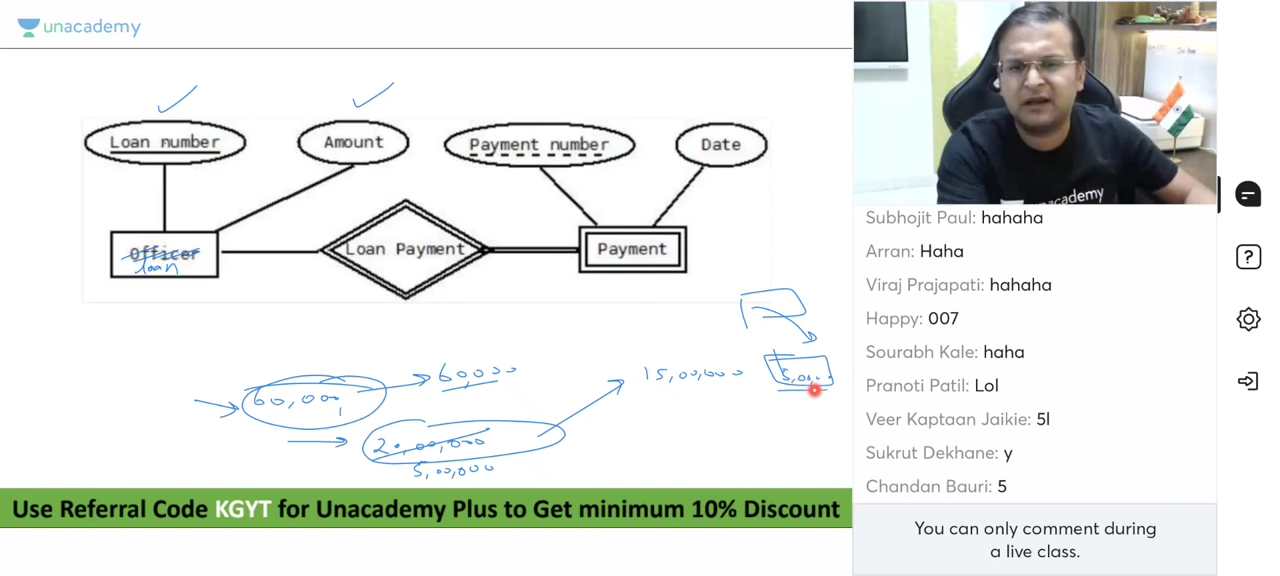 unacademy
Loan number
Amount
Payment number
Date
Officer
loan
Loan Payment
Payment
60,000
60,000
20,00,000
5,00,000
15,00,000
unacademy
Subhojit Paul: hahaha
Arran: Haha
Viraj Prajapati: hahaha
Happy: 007
Sourabh Kale: haha
Pranoti Patil: Lol
Veer Kaptaan Jaikie: 5l
Sukrut Dekhane: y
Chandan Bauri: 5
You can only comment during
a live class.
?
Use Referral Code KGYT for Unacademy Plus to Get minimum 10% Discount